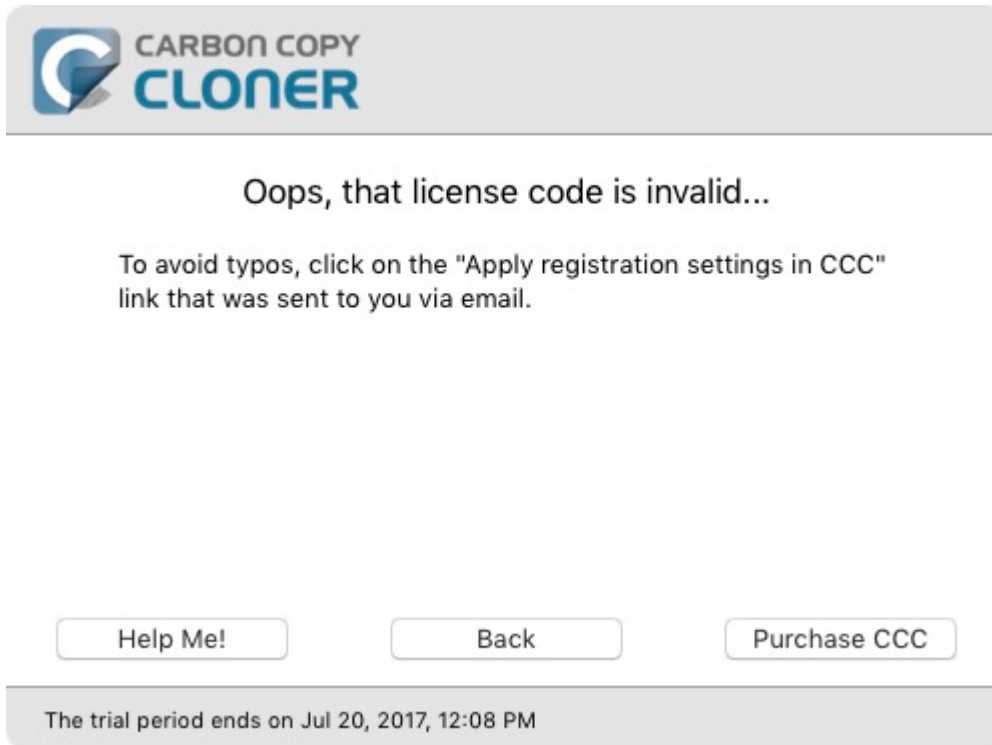 CARBON COPY
CLONER
Oops, that license code is invalid...
To avoid typos, click on the "Apply registration settings in CCC"
link that was sent to you via email.
Help Me!
Back
Purchase CCC
The trial period ends on Jul 20, 2017, 12:08 PM